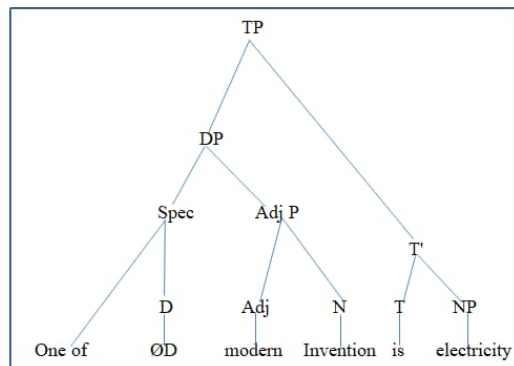 TP
DP
Spec Adj P
T'
D Adj N T NP
One of ØD modern Invention is electricity